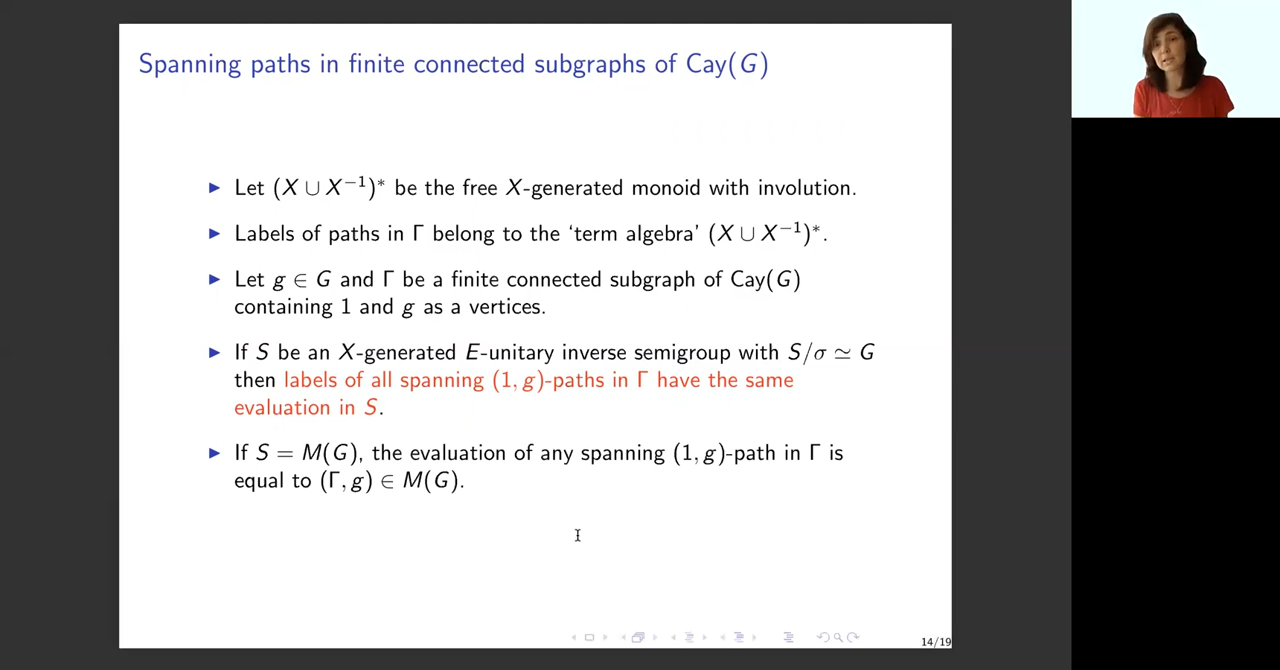 Spanning paths in finite connected subgraphs of Cay(G)
▶ Let (X ∪ X⁻¹)* be the free X-generated monoid with involution.
▶ Labels of paths in Γ belong to the ‘term algebra’ (X ∪ X⁻¹)*.
▶ Let g ∈ G and Γ be a finite connected subgraph of Cay(G)
containing 1 and g as a vertices.
▶ If S be an X-generated E-unitary inverse semigroup with S/σ ≃ G
then labels of all spanning (1, g)-paths in Γ have the same
evaluation in S.
▶ If S = M(G), the evaluation of any spanning (1, g)-path in Γ is
equal to (Γ, g) ∈ M(G).
14/19